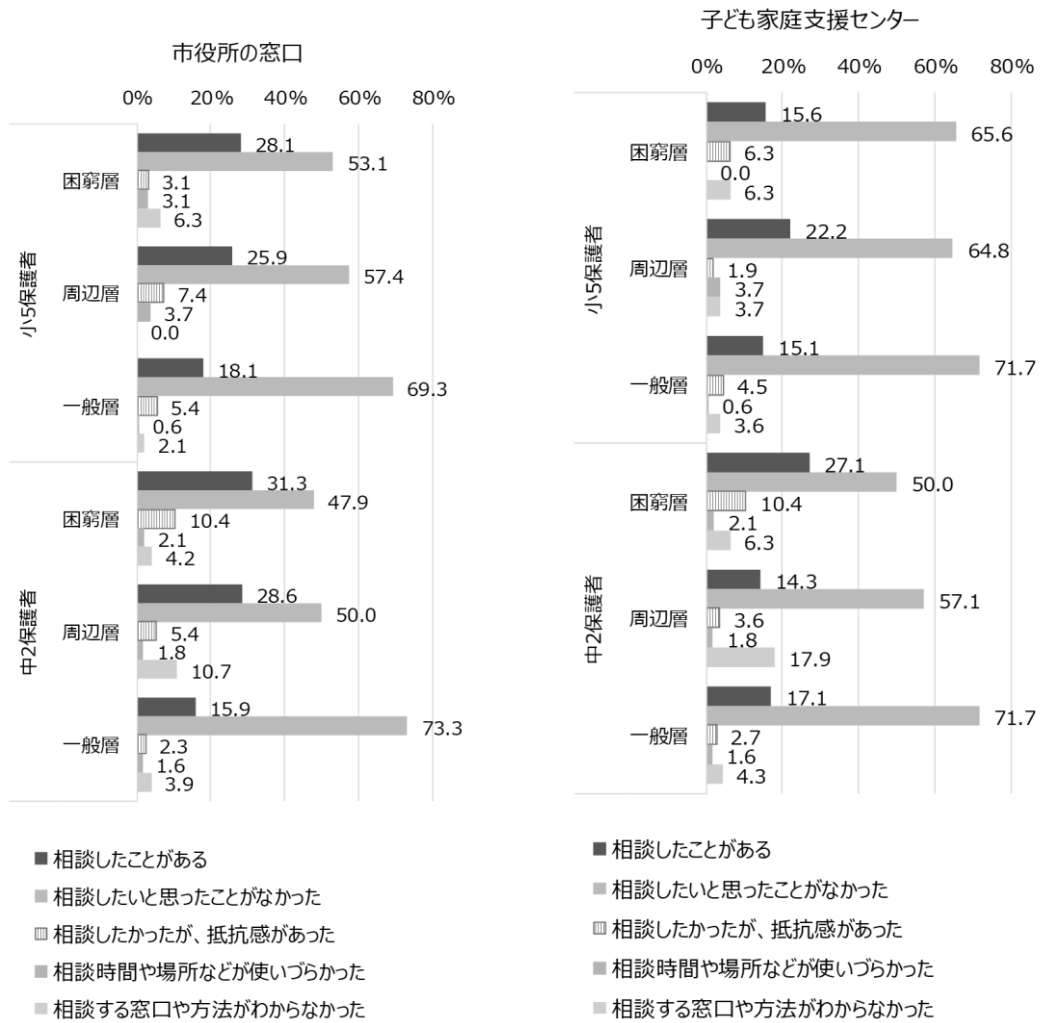 市役所の窓口
0% 20% 40% 60% 80%
小5保護者
困窮層
28.1
53.1
3.1
3.1
6.3
周辺層
25.9
57.4
7.4
3.7
0.0
一般層
18.1
69.3
5.4
0.6
2.1
中2保護者
困窮層
31.3
47.9
10.4
2.1
4.2
周辺層
28.6
50.0
5.4
1.8
10.7
一般層
15.9
73.3
2.3
1.6
3.9
相談したことがある
相談したいと思ったことがなかった
相談したかったが、抵抗感があった
相談時間や場所などが使いづらかった
相談する窓口や方法がわからなかった
子ども家庭支援センター
0% 20% 40% 60% 80%
小5保護者
困窮層
15.6
65.6
6.3
0.0
6.3
周辺層
22.2
64.8
1.9
3.7
3.7
一般層
15.1
71.7
4.5
0.6
3.6
中2保護者
困窮層
27.1
50.0
10.4
2.1
6.3
周辺層
14.3
57.1
3.6
1.8
17.9
一般層
17.1
71.7
2.7
1.6
4.3
相談したことがある
相談したいと思ったことがなかった
相談したかったが、抵抗感があった
相談時間や場所などが使いづらかった
相談する窓口や方法がわからなかった